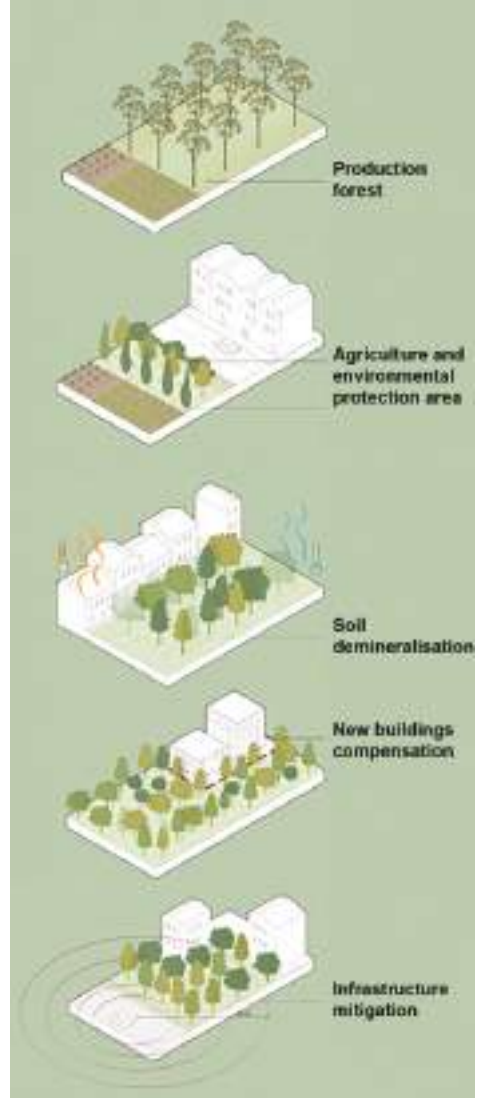 Production
forest
Agriculture and
environmental
protection area
Soil
demineralisation
New buildings
compensation
Infrastructure
mitigation